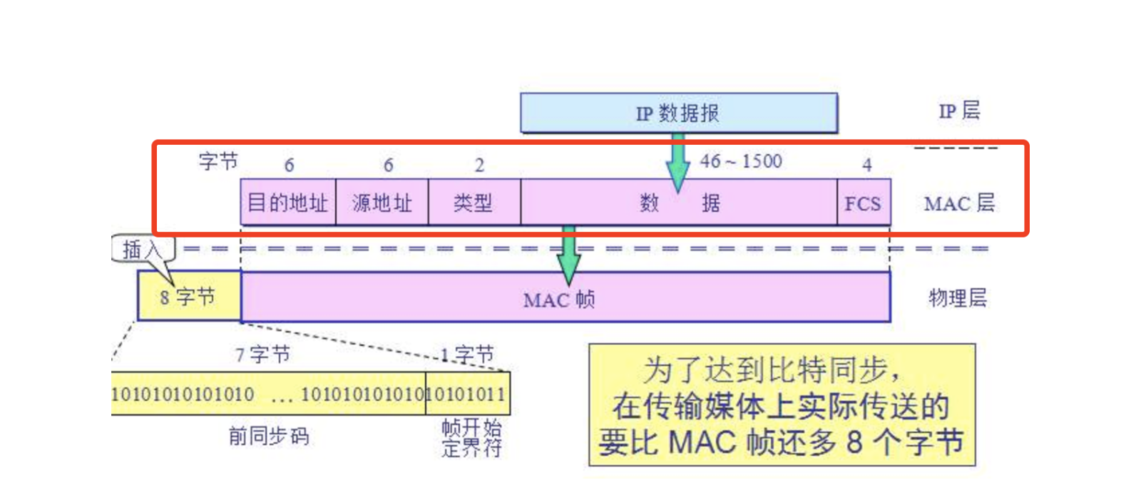 IP 数据报 IP 层
字节 6 6 2 46 ~ 1500 4
目的地址 源地址 类型 数 据 FCS MAC 层
插入
8 字节 MAC 帧 物理层
7 字节 1 字节
10101010101010 ... 10101010101010101011
前同步码
帧开始
定界符
为了达到比特同步，
在传输媒体上实际传送的
要比 MAC 帧还多 8 个字节